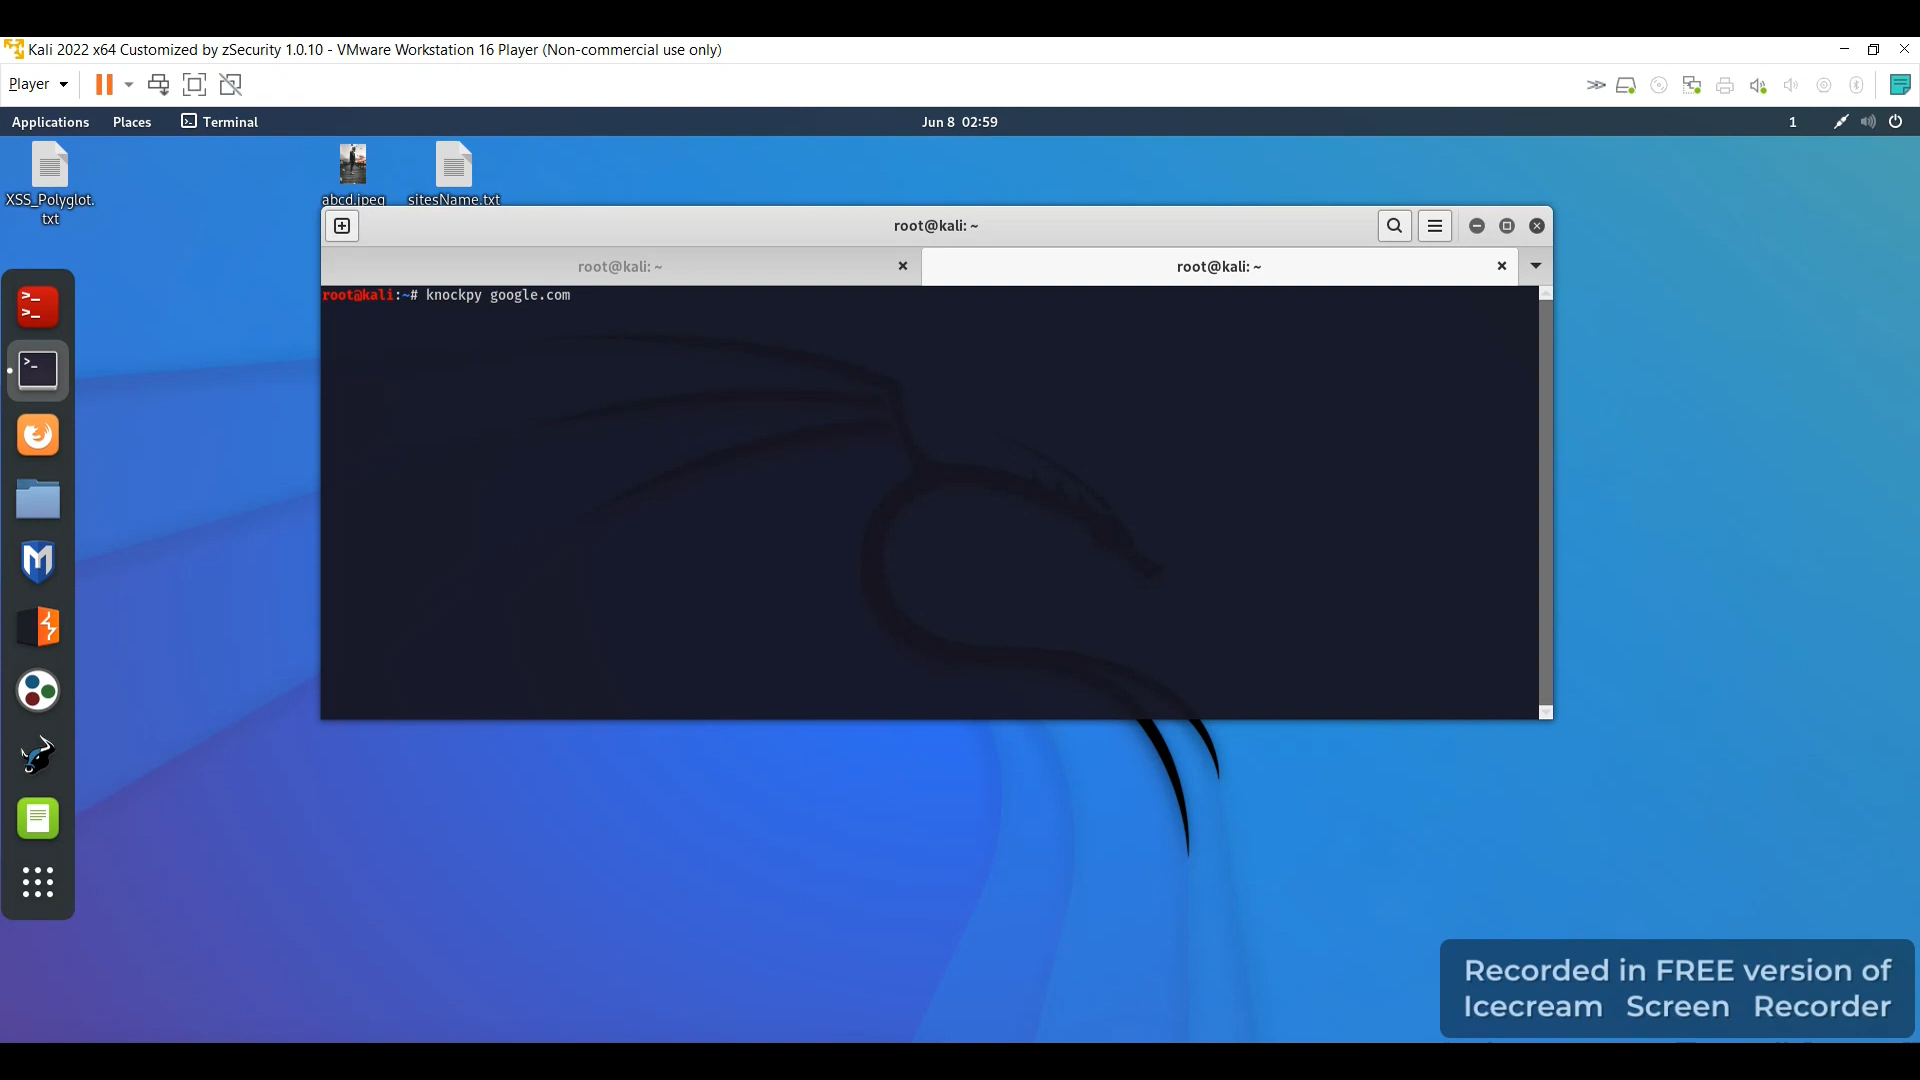 Kali 2022 x64 Customized by zSecurity 1.0.10 - VMware Workstation 16 Player (Non-commercial use only)
Player
Applications Places Terminal Jun 8 02:59 1
XSS_Polyglot.
txt
abcd.jpeg sitesName.txt
root@kali: ~
root@kali: ~ root@kali: ~
root@kali:~# knockpy google.com
Recorded in FREE version of
Icecream Screen Recorder